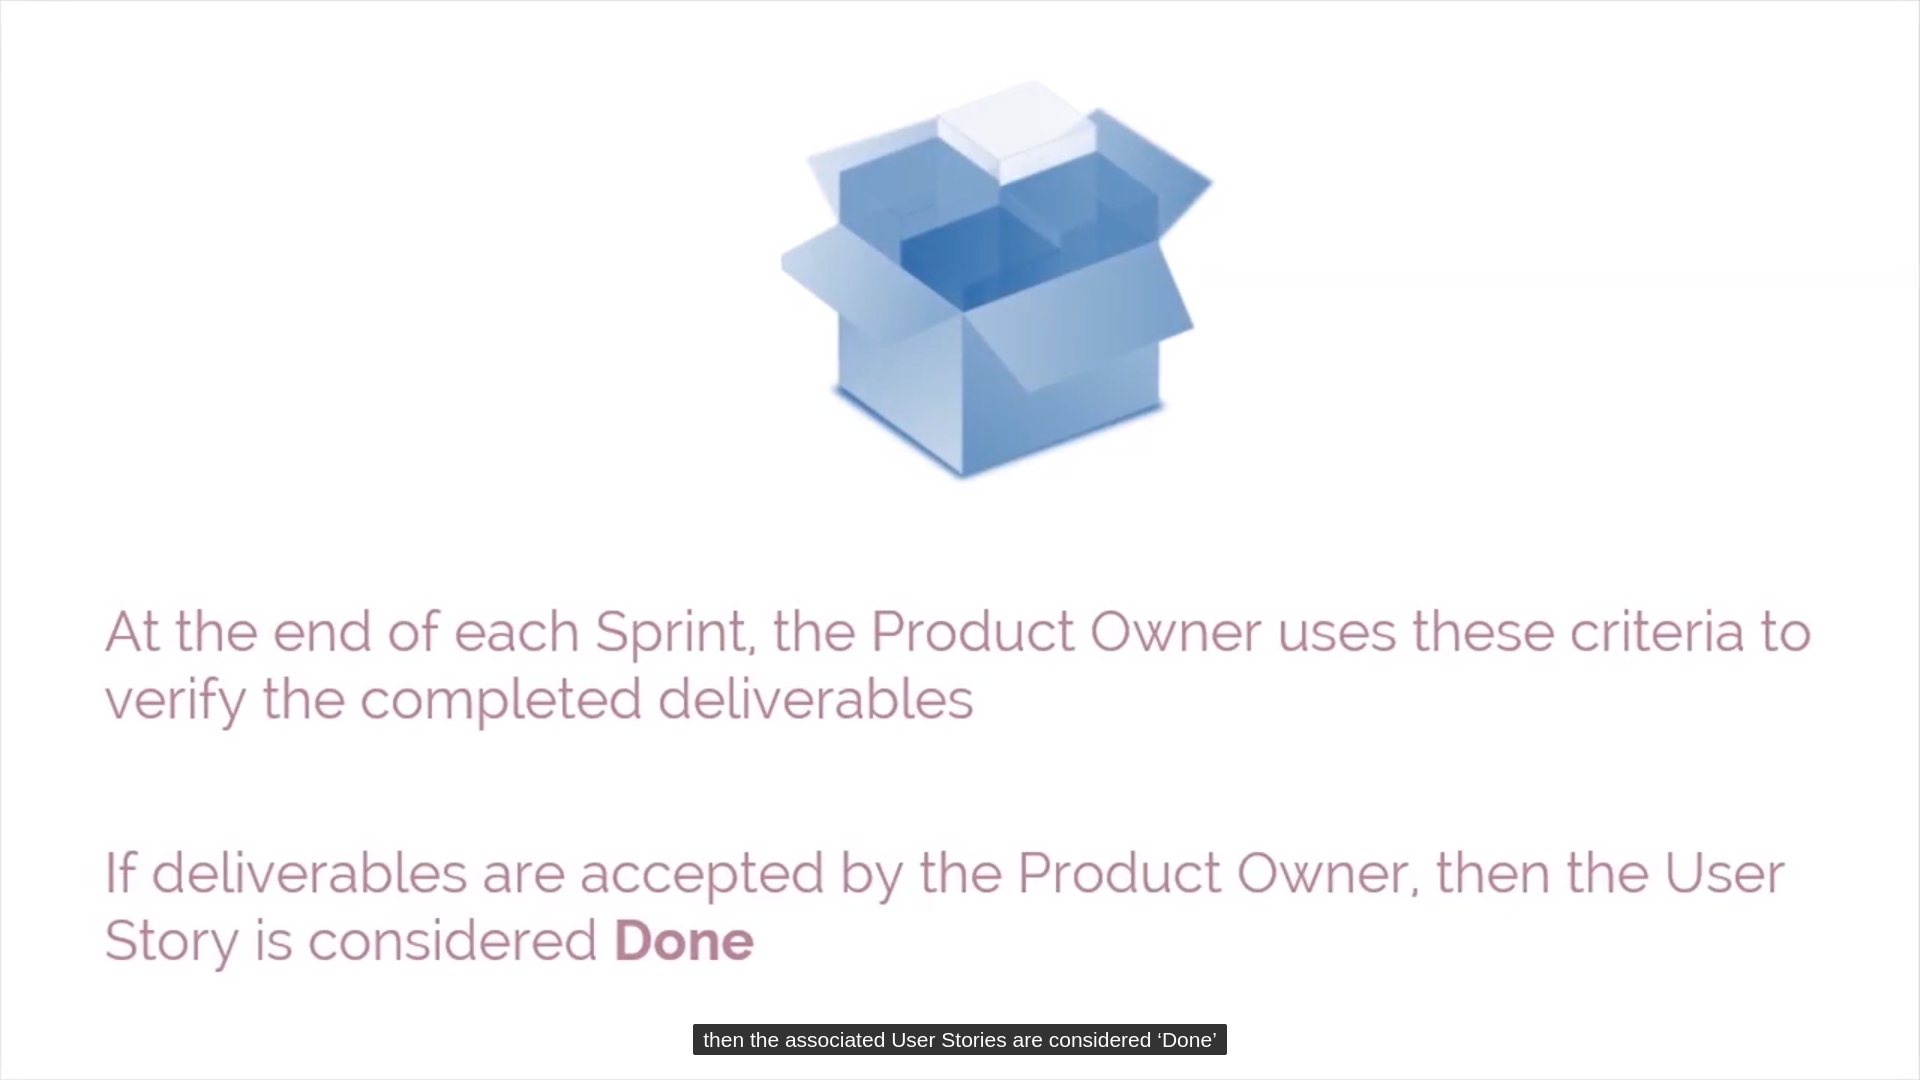 At the end of each Sprint, the Product Owner uses these criteria to
verify the completed deliverables
If deliverables are accepted by the Product Owner, then the User
Story is considered Done
then the associated User Stories are considered ‘Done’